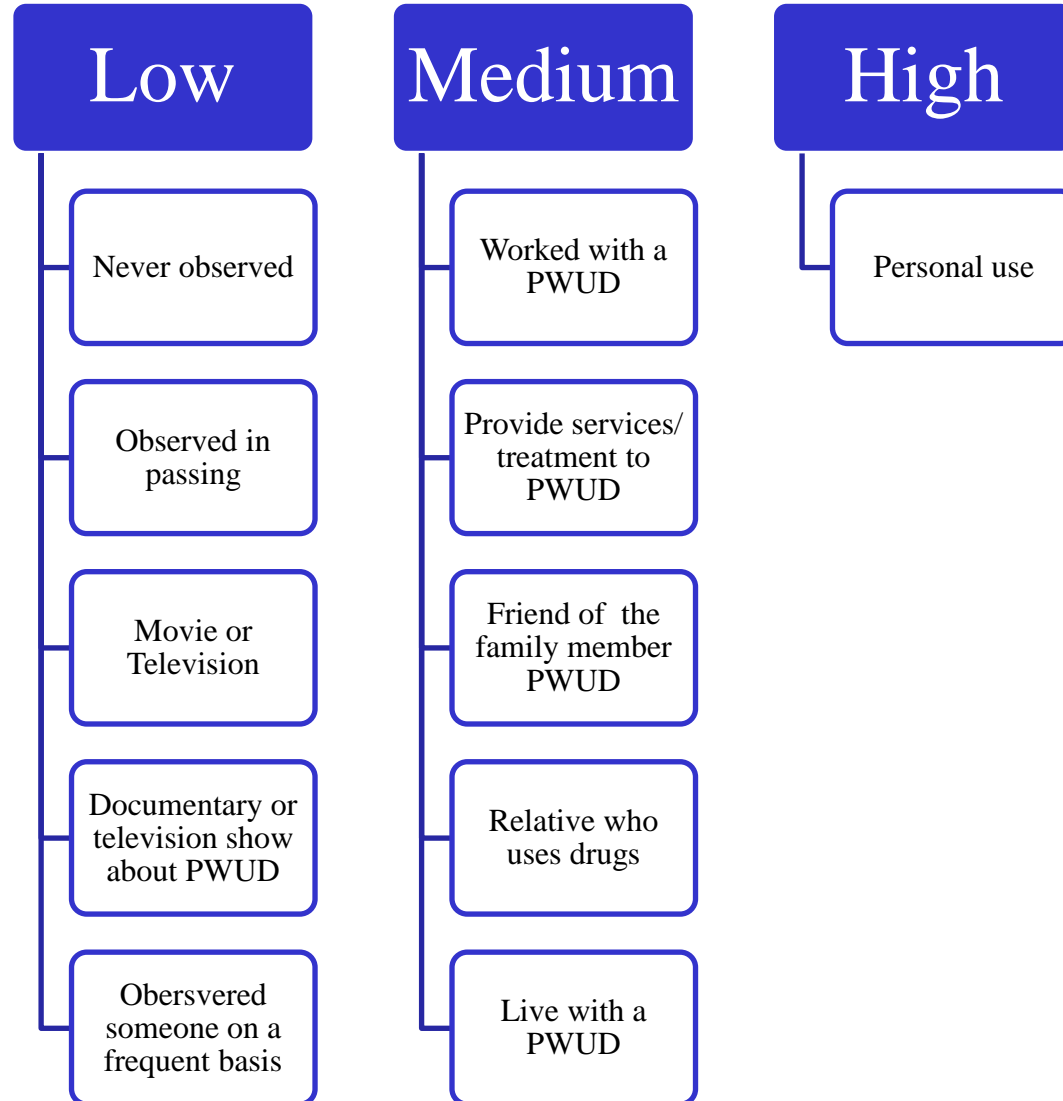 Low
Never observed
Observed in
passing
Movie or
Television
Documentary or
television show
about PWUD
Obersvered
someone on a
frequent basis
Medium
Worked with a
PWUD
Provide services/
treatment to
PWUD
Friend of  the
family member
PWUD
Relative who
uses drugs
Live with a
PWUD
High
Personal use